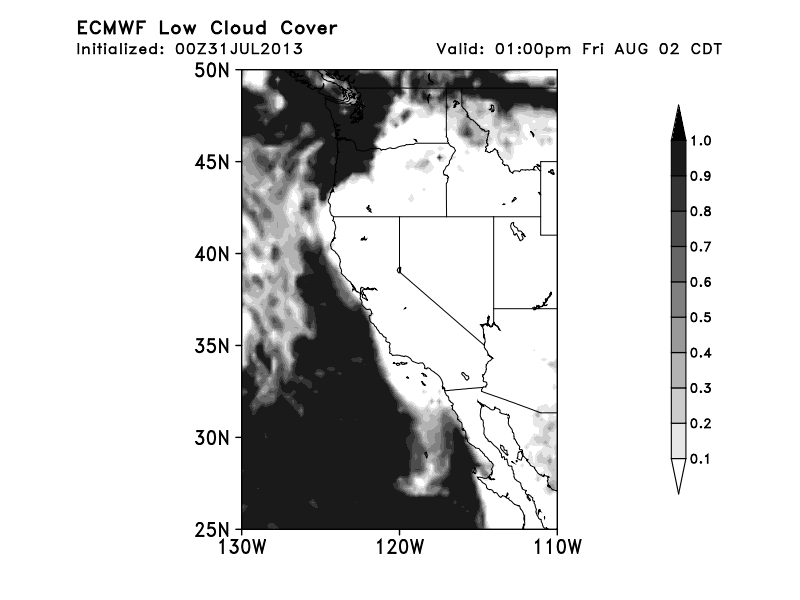 ECMWF Low Cloud Cover
Initialized: 00Z31JUL2013 Valid: 01:00pm Fri AUG 02 CDT
50N
45N
40N
35N
30N
25N
130W 120W 110W
1.0
0.9
0.8
0.7
0.6
0.5
0.4
0.3
0.2
0.1